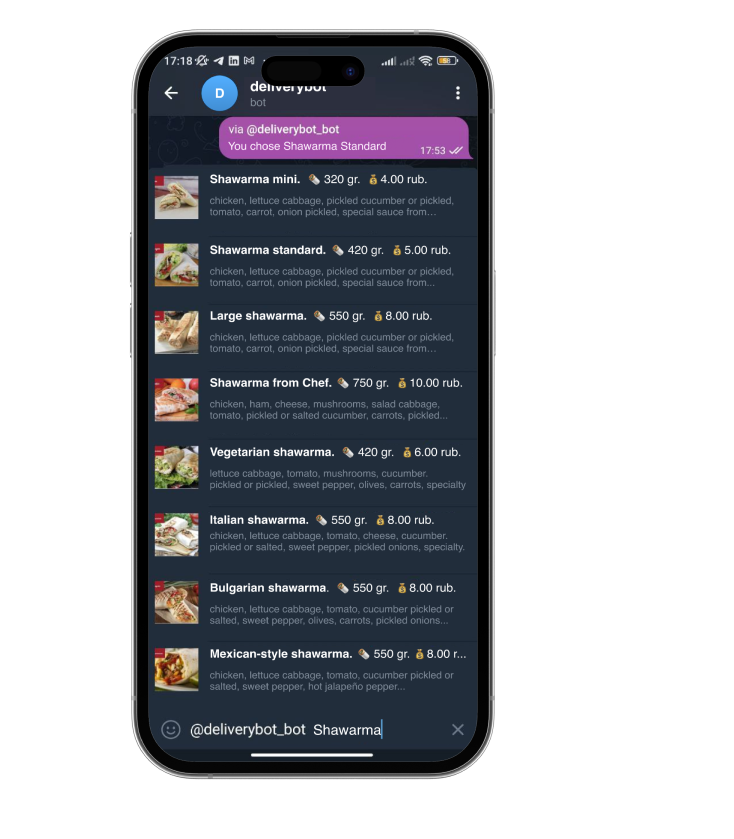 17:18
deliverybot
D
bot
via @deliverybot_bot
You chose Shawarma Standard
17:53
Shawarma mini. 320 gr. 4.00 rub.
chicken, lettuce cabbage, pickled cucumber or pickled,
tomato, carrot, onion pickled, special sauce from...
Shawarma standard. 420 gr. 5.00 rub.
chicken, lettuce cabbage, pickled cucumber or pickled,
tomato, carrot, onion pickled, special sauce from...
Large shawarma. 550 gr. 8.00 rub.
chicken, lettuce cabbage, pickled cucumber or pickled,
tomato, carrot, onion pickled, special sauce from...
Shawarma from Chef. 750 gr. 10.00 rub.
chicken, ham, cheese, mushrooms, salad cabbage,
tomato, pickled or salted cucumber, carrots, pickled...
Vegetarian shawarma. 420 gr. 6.00 rub.
lettuce cabbage, tomato, mushrooms, cucumber.
pickled or pickled, sweet pepper, olives, carrots, specialty
Italian shawarma. 550 gr. 8.00 rub.
chicken, lettuce cabbage, tomato, cheese, cucumber.
pickled or salted, sweet pepper, pickled onions, specialty.
Bulgarian shawarma. 550 gr. 8.00 rub.
chicken, lettuce cabbage, tomato, cucumber pickled or
salted, sweet pepper, olives, carrots, pickled onions...
Mexican-style shawarma. 550 gr. 8.00 r...
chicken, lettuce cabbage, tomato, cucumber pickled or
salted, sweet pepper, hot jalapeño pepper...
@deliverybot_bot Shawarma